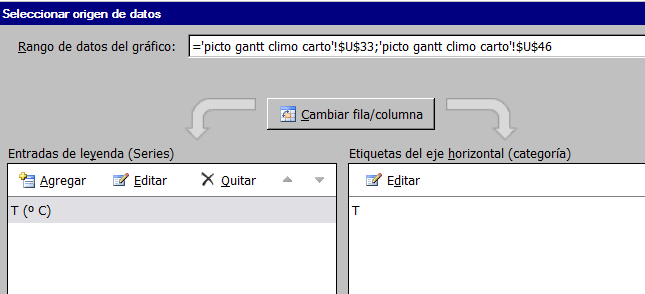 Seleccionar origen de datos
Rango de datos del gráfico: ='picto gantt climo carto'!$U$33;'picto gantt climo carto'!$U$46
Cambiar fila/columna
Entradas de leyenda (Series)
Etiquetas del eje horizontal (categoría)
Agregar Editar Quitar
Editar
T (º C)
T